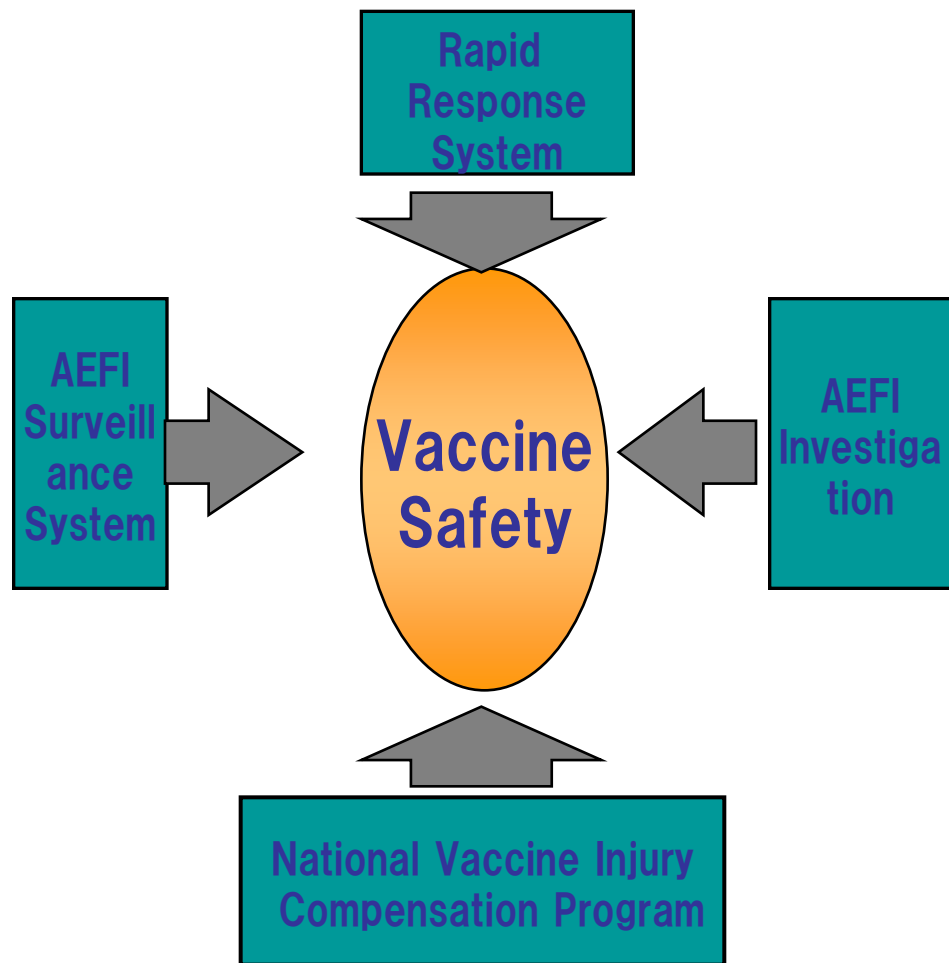 Rapid
Response
System
AEFI
Surveill
ance
System
Vaccine
Safety
AEFI
Investiga
tion
National Vaccine Injury
Compensation Program